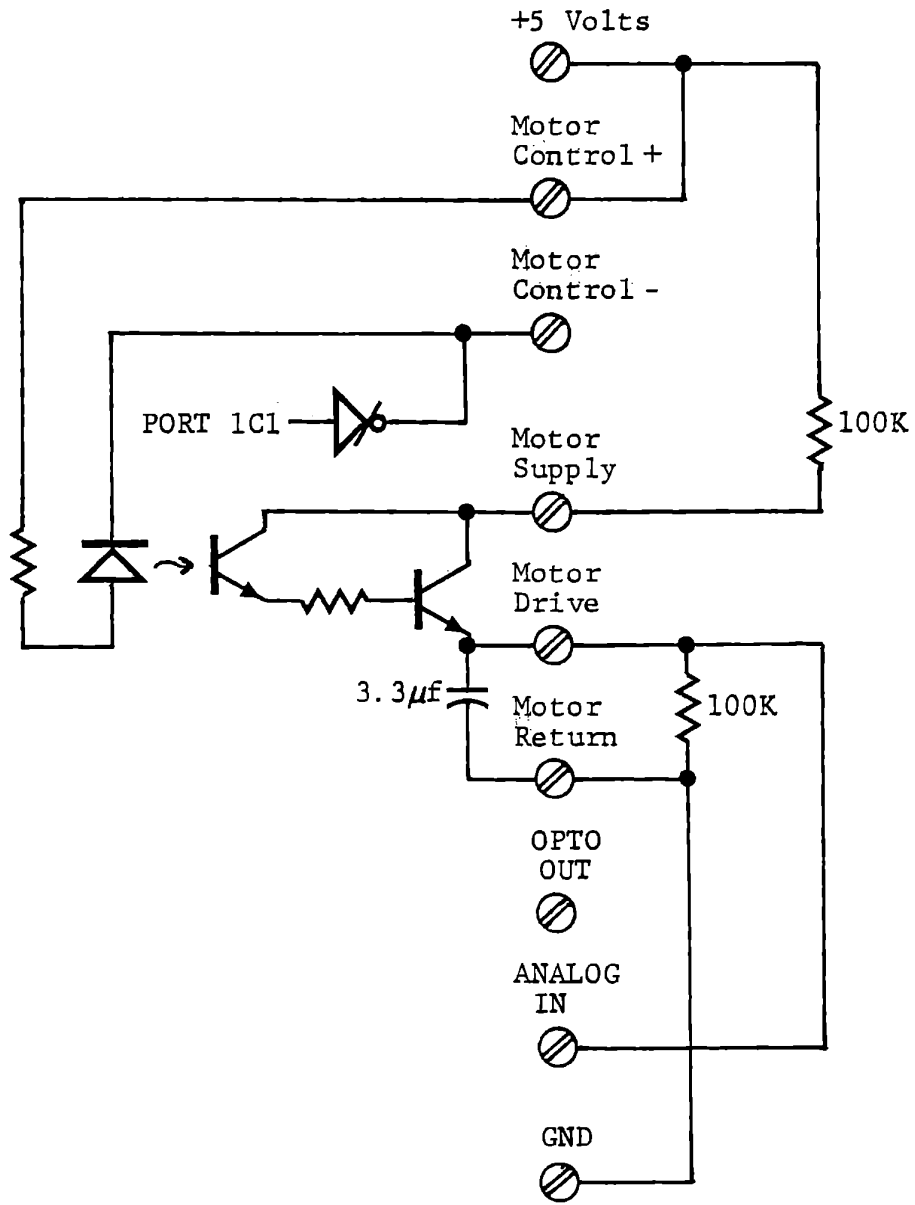 +5 Volts
Motor
Control +
Motor
Control -
PORT 1C1
100K
Motor
Supply
Motor
Drive
3.3μf
100K
Motor
Return
OPTO
OUT
ANALOG
IN
GND